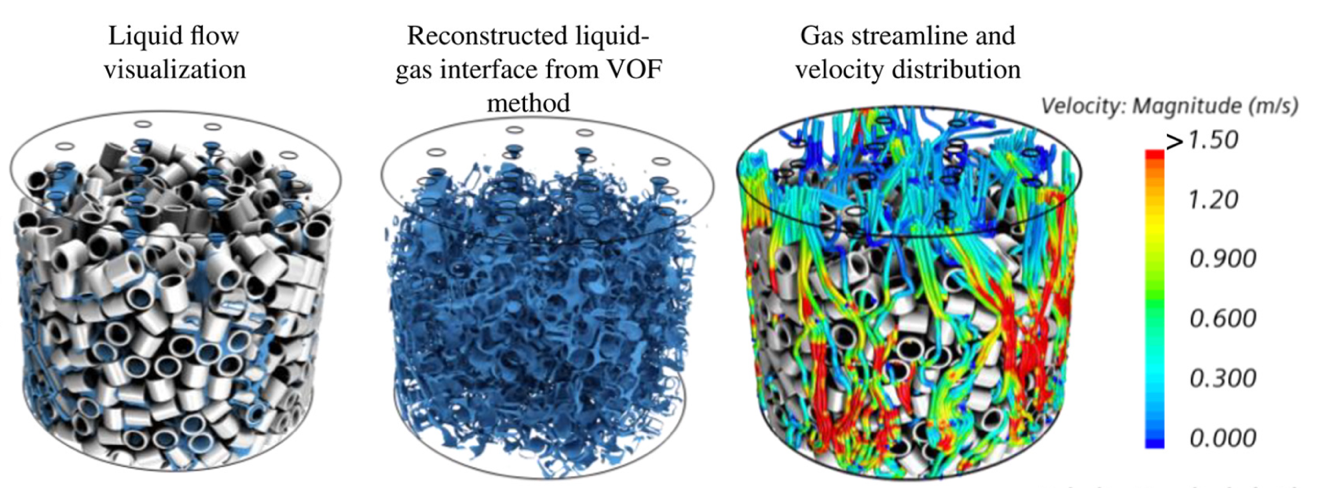 Liquid flow
visualization
Reconstructed liquid-
gas interface from VOF
method
Gas streamline and
velocity distribution
Velocity: Magnitude (m/s)
>1.50
1.20
0.900
0.600
0.300
0.000